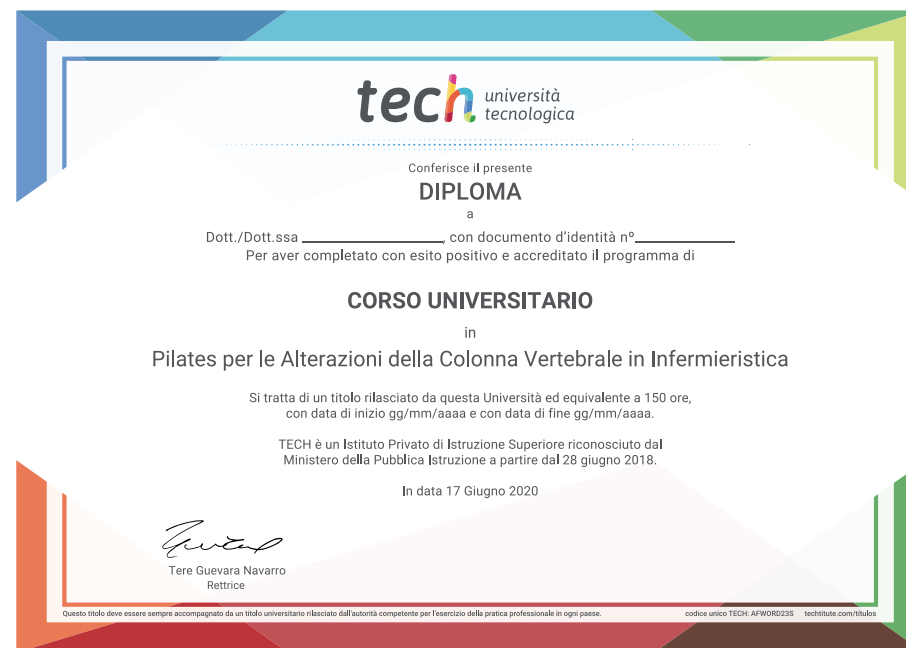 tech università
tecnologica
Conferisce il presente
DIPLOMA
a
Dott./Dott.ssa ____________________, con documento d'identità nº______________
Per aver completato con esito positivo e accreditato il programma di
CORSO UNIVERSITARIO
in
Pilates per le Alterazioni della Colonna Vertebrale in Infermieristica
Si tratta di un titolo rilasciato da questa Università ed equivalente a 150 ore,
con data di inizio gg/mm/aaaa e con data di fine gg/mm/aaaa.
TECH è un Istituto Privato di Istruzione Superiore riconosciuto dal
Ministero della Pubblica Istruzione a partire dal 28 giugno 2018.
In data 17 Giugno 2020
Tere Guevara Navarro
Rettrice
Questo titolo deve essere sempre accompagnato da un titolo universitario rilasciato dall'autorità competente per l'esercizio della pratica professionale in ogni paese. codice unico TECH: AFWORD23S techtitute.com/títulos